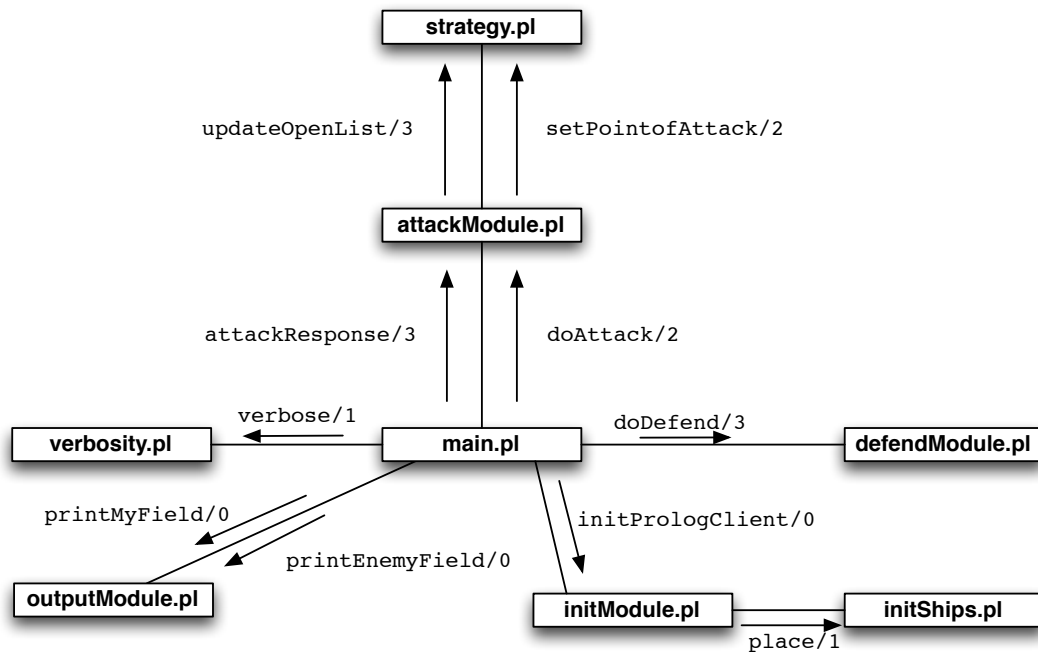 strategy.pl
updateOpenList/3
setPointofAttack/2
attackModule.pl
attackResponse/3
doAttack/2
verbose/1
doDefend/3
verbosity.pl
main.pl
defendModule.pl
printMyField/0
initPrologClient/0
printEnemyField/0
outputModule.pl
initModule.pl
initShips.pl
place/1